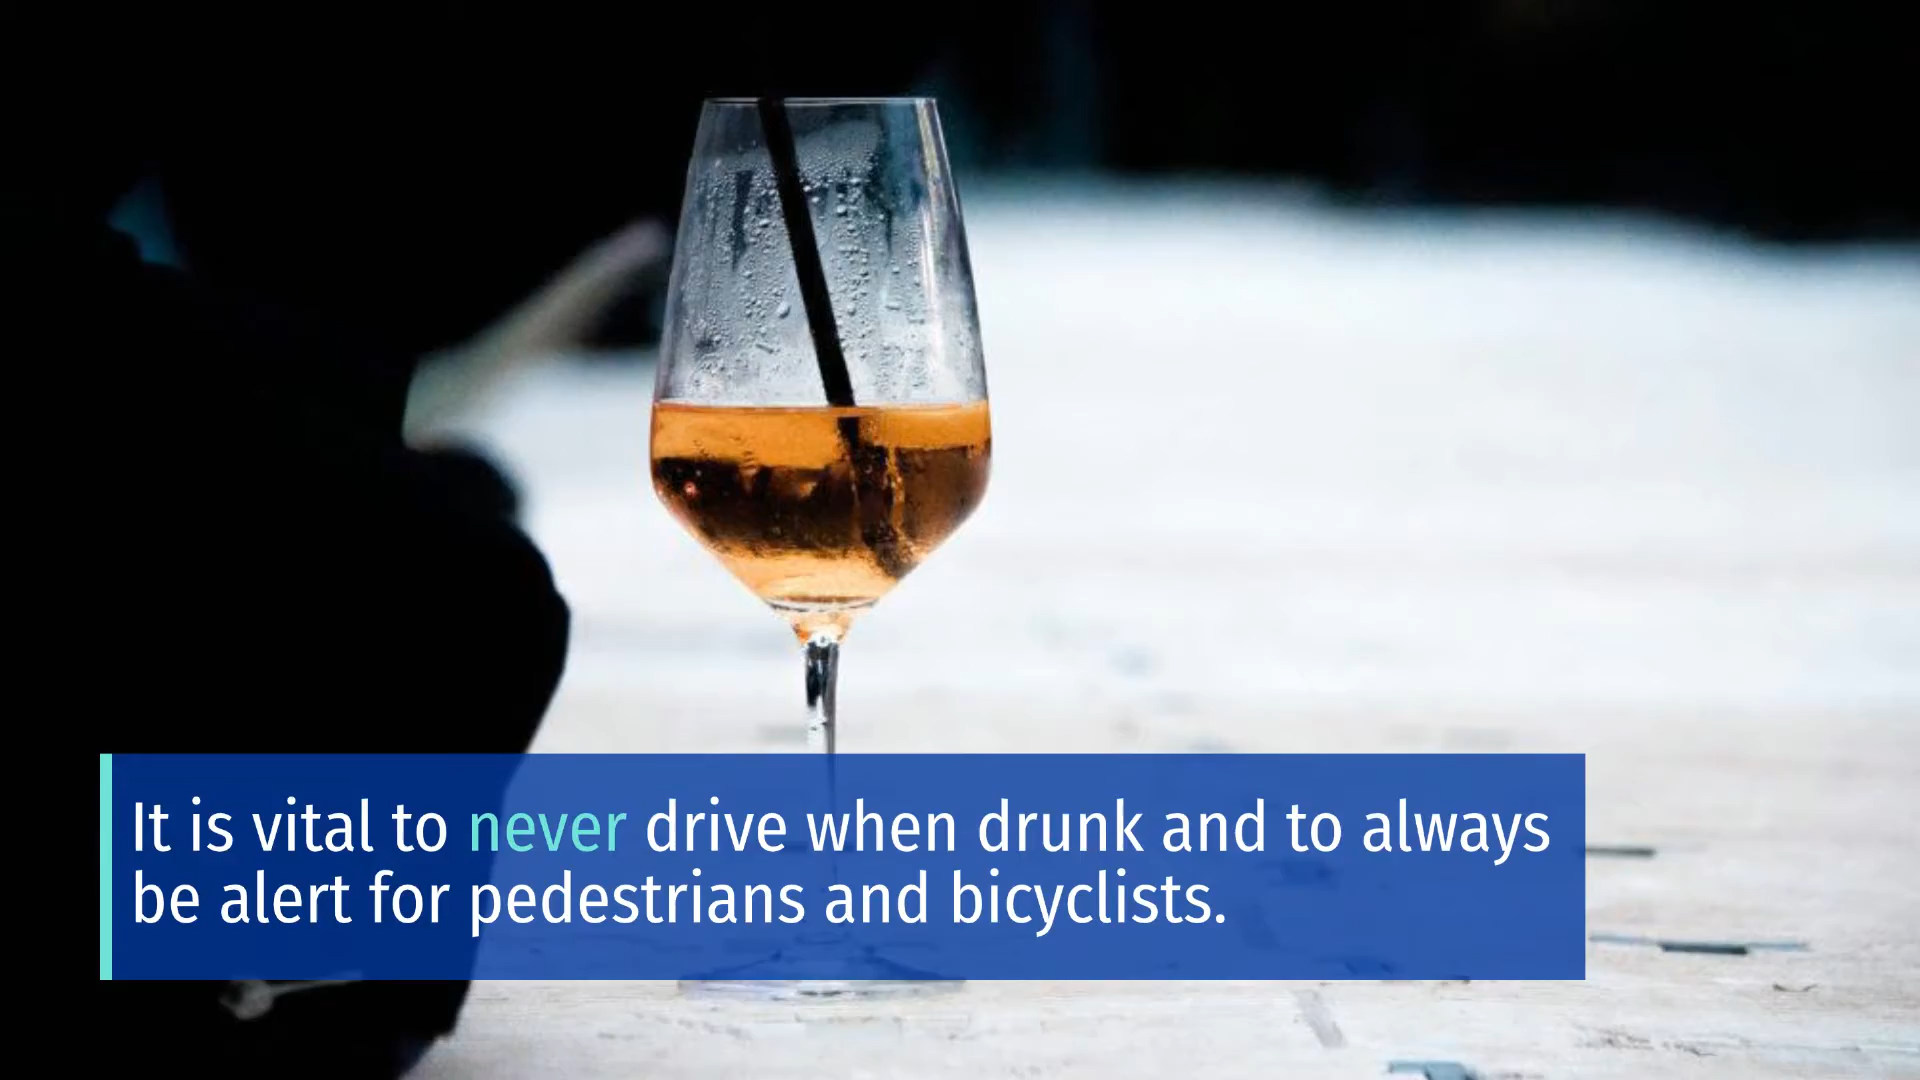 It is vital to never drive when drunk and to always
be alert for pedestrians and bicyclists.